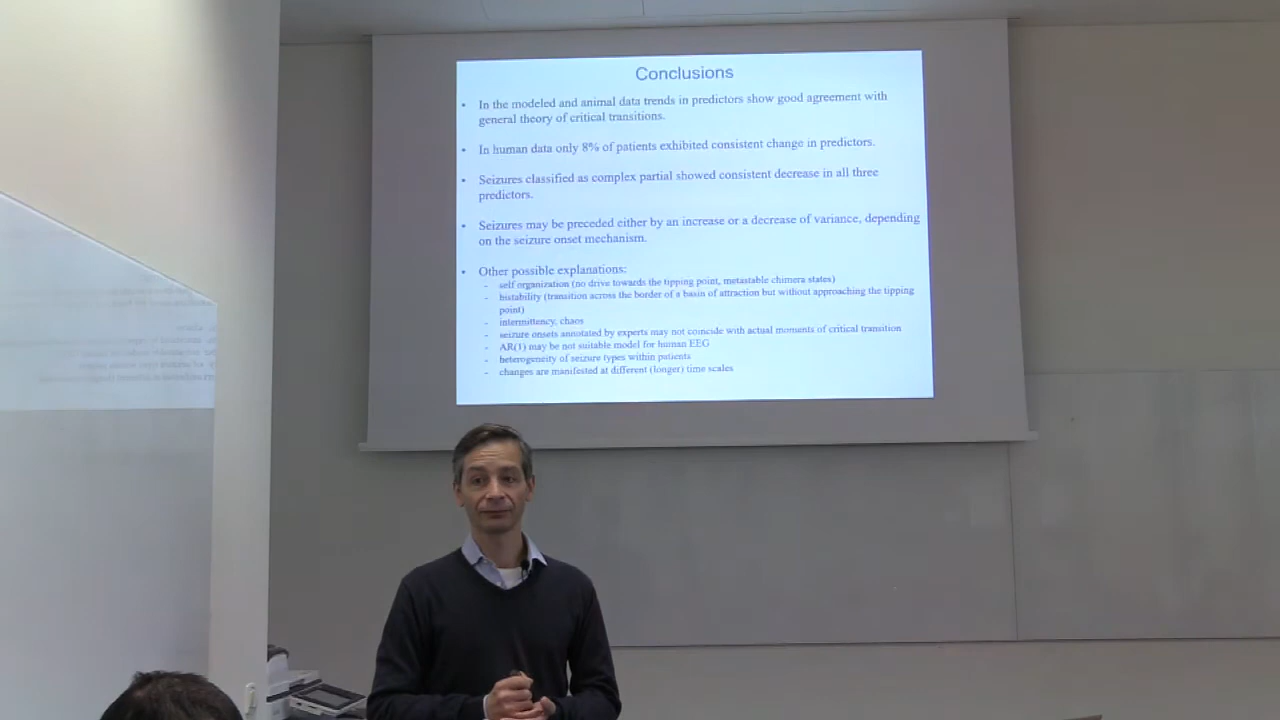 Conclusions
• In the modeled and animal data trends in predictors show good agreement with
general theory of critical transitions.
• In human data only 8% of patients exhibited consistent change in predictors.
• Seizures classified as complex partial showed consistent decrease in all three
predictors.
• Seizures may be preceded either by an increase or a decrease of variance, depending
on the seizure onset mechanism.
• Other possible explanations:
- self organization (no drive towards the tipping point, metastable chimera states)
- bistability (transition across the border of a basin of attraction but without approaching the tipping
point)
- intermittency, chaos
- seizure onsets annotated by experts may not coincide with actual moments of critical transition
- AR(1) may be not suitable model for human EEG
- heterogeneity of seizure types within patients
- changes are manifested at different (longer) time scales